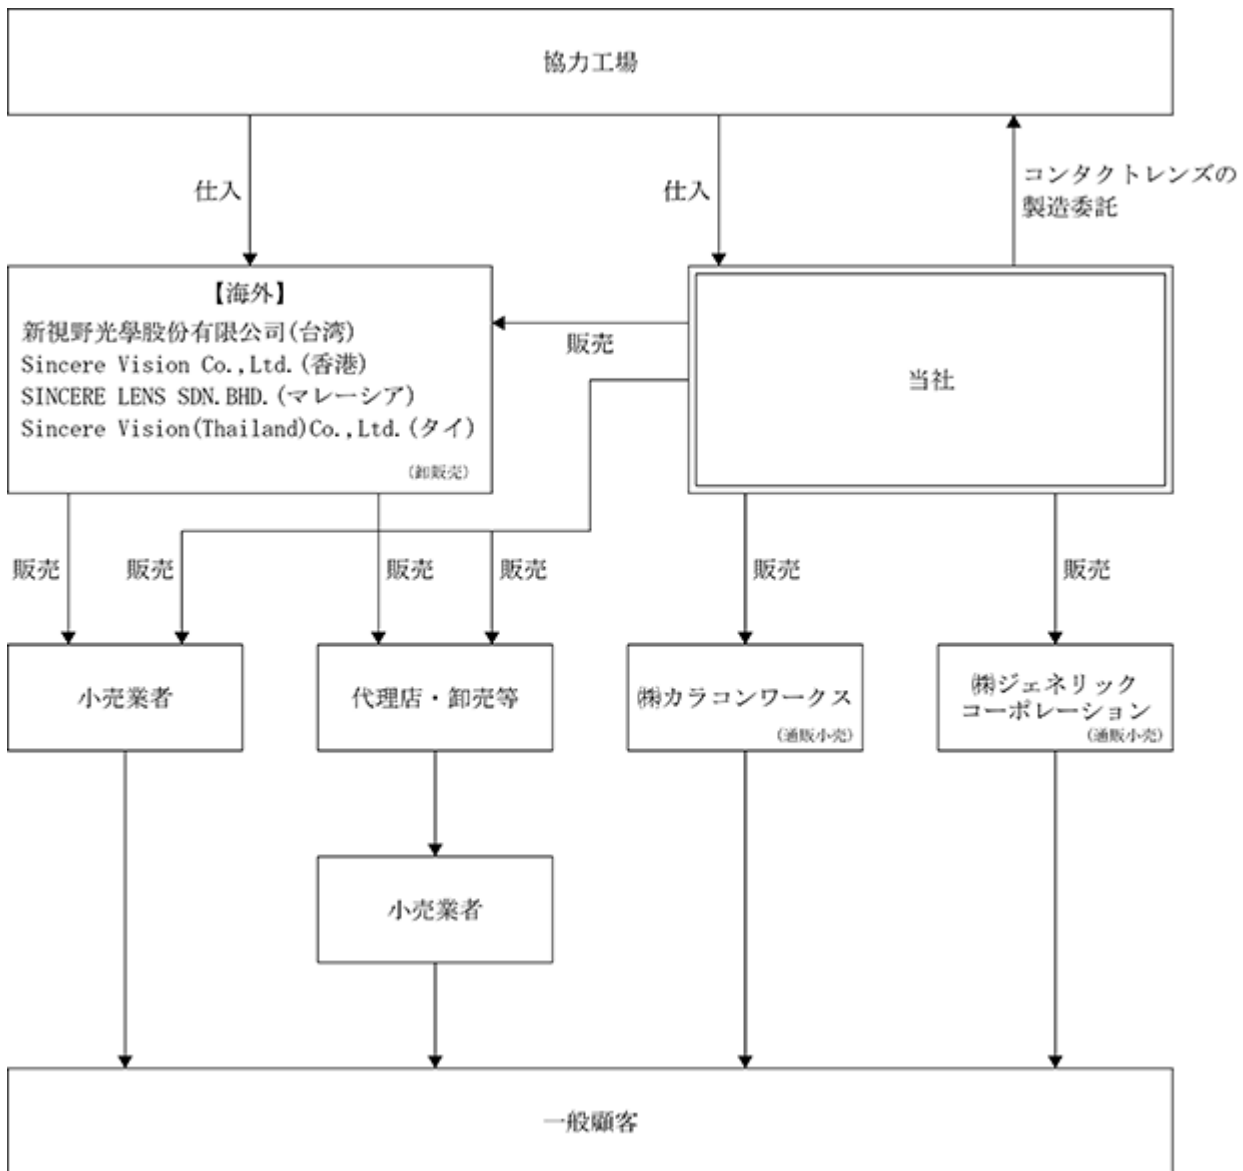 協力工場
仕入
仕入
コンタクトレンズの
製造委託
【海外】
新視野光學股份有限公司(台湾)
Sincere Vision Co.,Ltd.(香港)
SINCERE LENS SDN.BHD.(マレーシア)
Sincere Vision(Thailand)Co.,Ltd.(タイ)
(卸販売)
販売
当社
販売
販売
販売
販売
販売
販売
小売業者
代理店・卸売等
㈱カラコンワークス
(通販小売)
㈱ジェネリック
コーポレーション
(通販小売)
小売業者
一般顧客